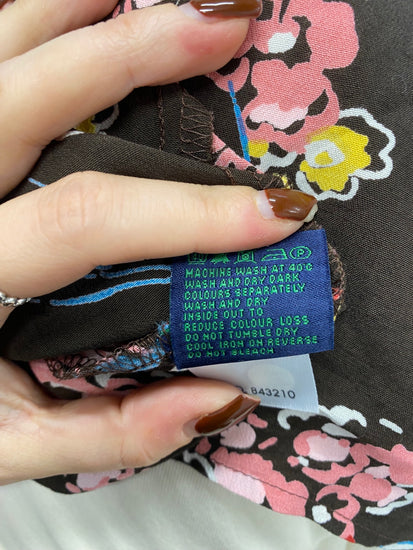 MACHINE WASH AT 40°C
WASH AND DRY DARK
COLOURS SEPARATELY
WASH AND DRY
INSIDE OUT TO
REDUCE COLOUR LOSS
DO NOT TUMBLE DRY
COOL IRON ON REVERSE
DO NOT BLEACH
843210